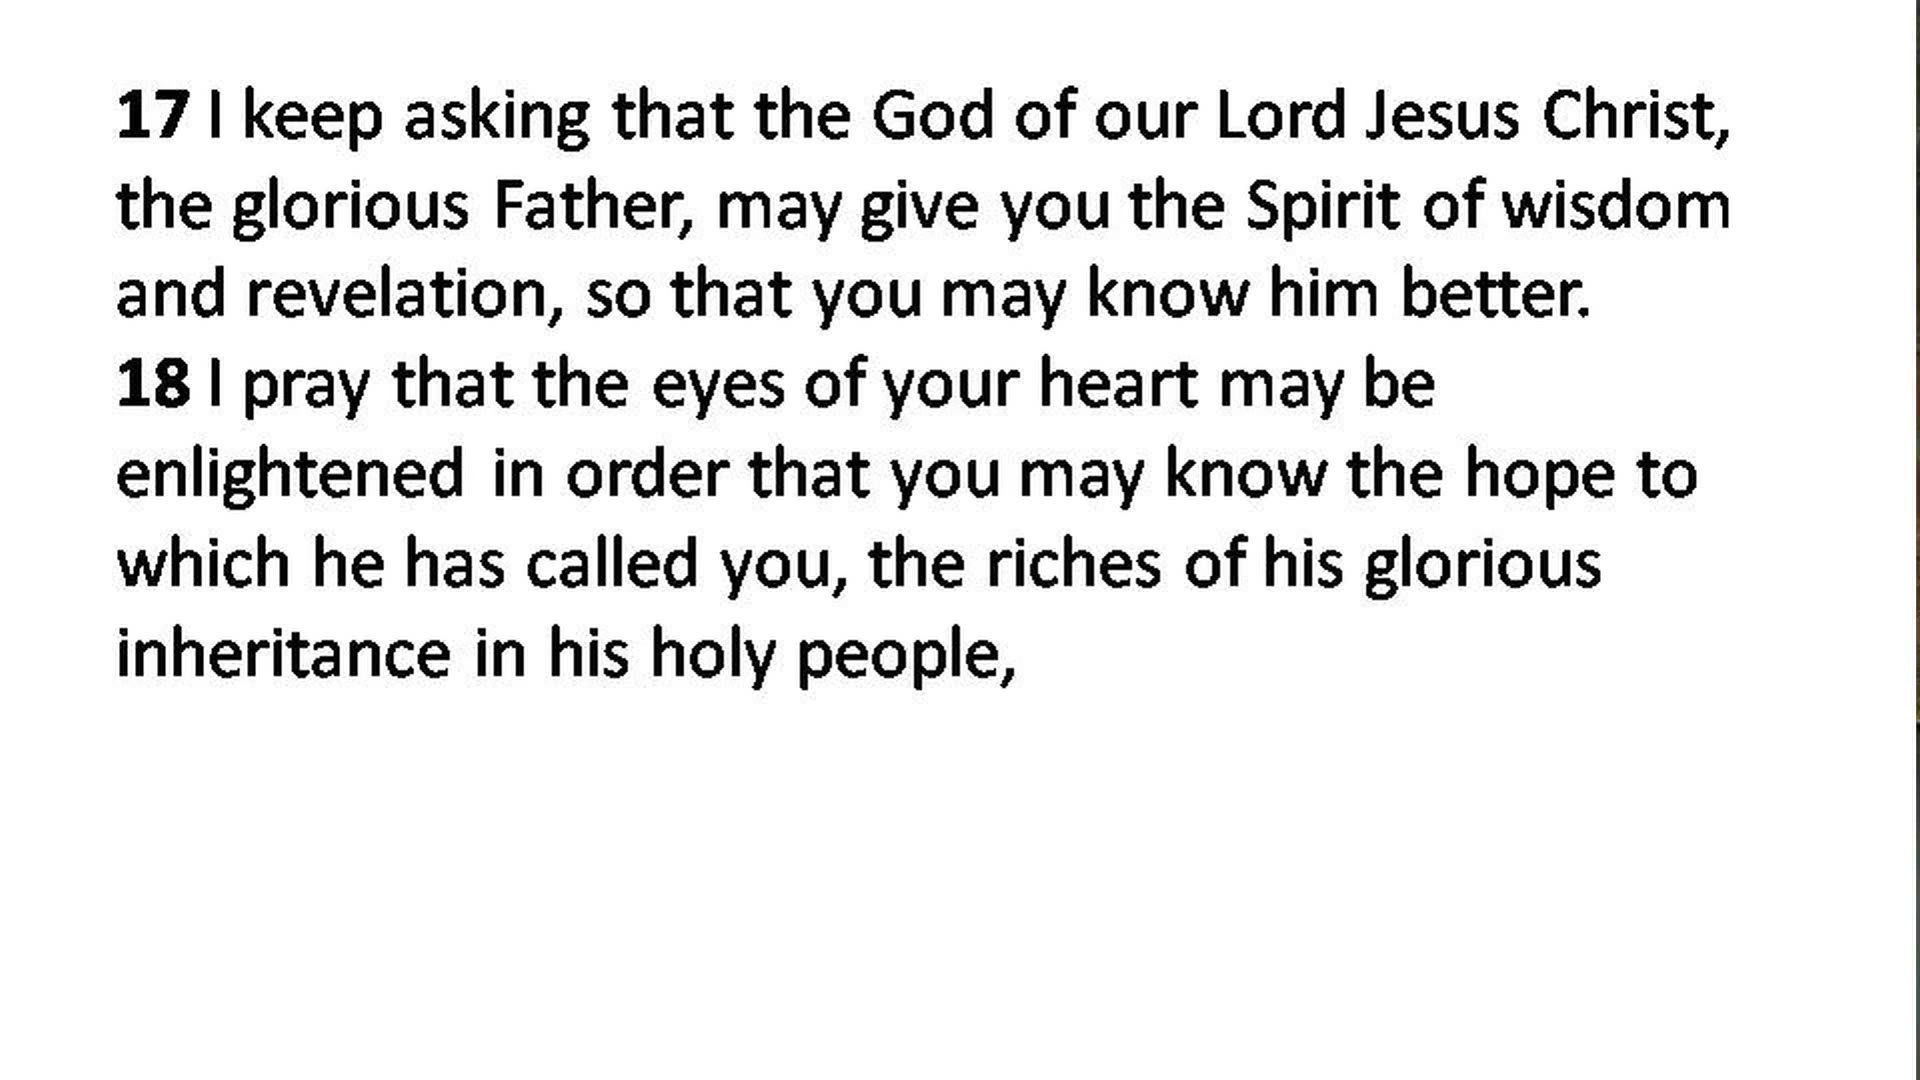 17 I keep asking that the God of our Lord Jesus Christ,
the glorious Father, may give you the Spirit of wisdom
and revelation, so that you may know him better.
18 I pray that the eyes of your heart may be
enlightened in order that you may know the hope to
which he has called you, the riches of his glorious
inheritance in his holy people,